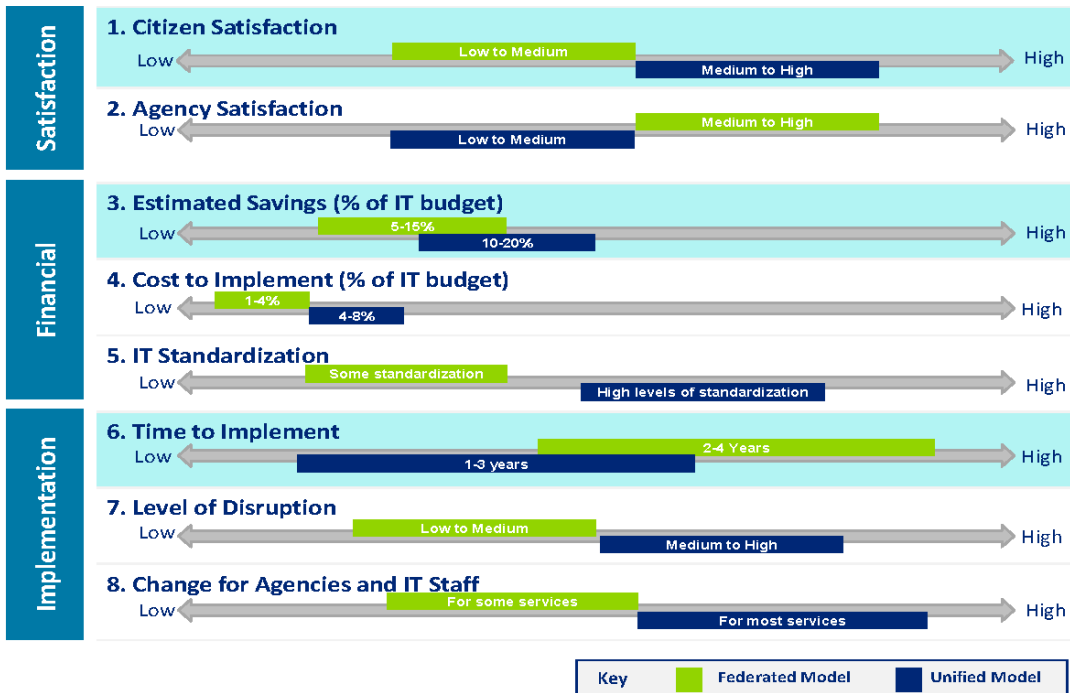 Satisfaction
1. Citizen Satisfaction
Low to Medium
Low
High
Medium to High
2. Agency Satisfaction
Medium to High
Low
High
Low to Medium
Financial
3. Estimated Savings (% of IT budget)
5-15%
Low
High
10-20%
4. Cost to Implement (% of IT budget)
1-4%
Low
High
4-8%
5. IT Standardization
Some standardization
Low
High
High levels of standardization
Implementation
6. Time to Implement
2-4 Years
Low
High
1-3 years
7. Level of Disruption
Low to Medium
Low
High
Medium to High
8. Change for Agencies and IT Staff
For some services
Low
High
For most services
Key
Federated Model
Unified Model